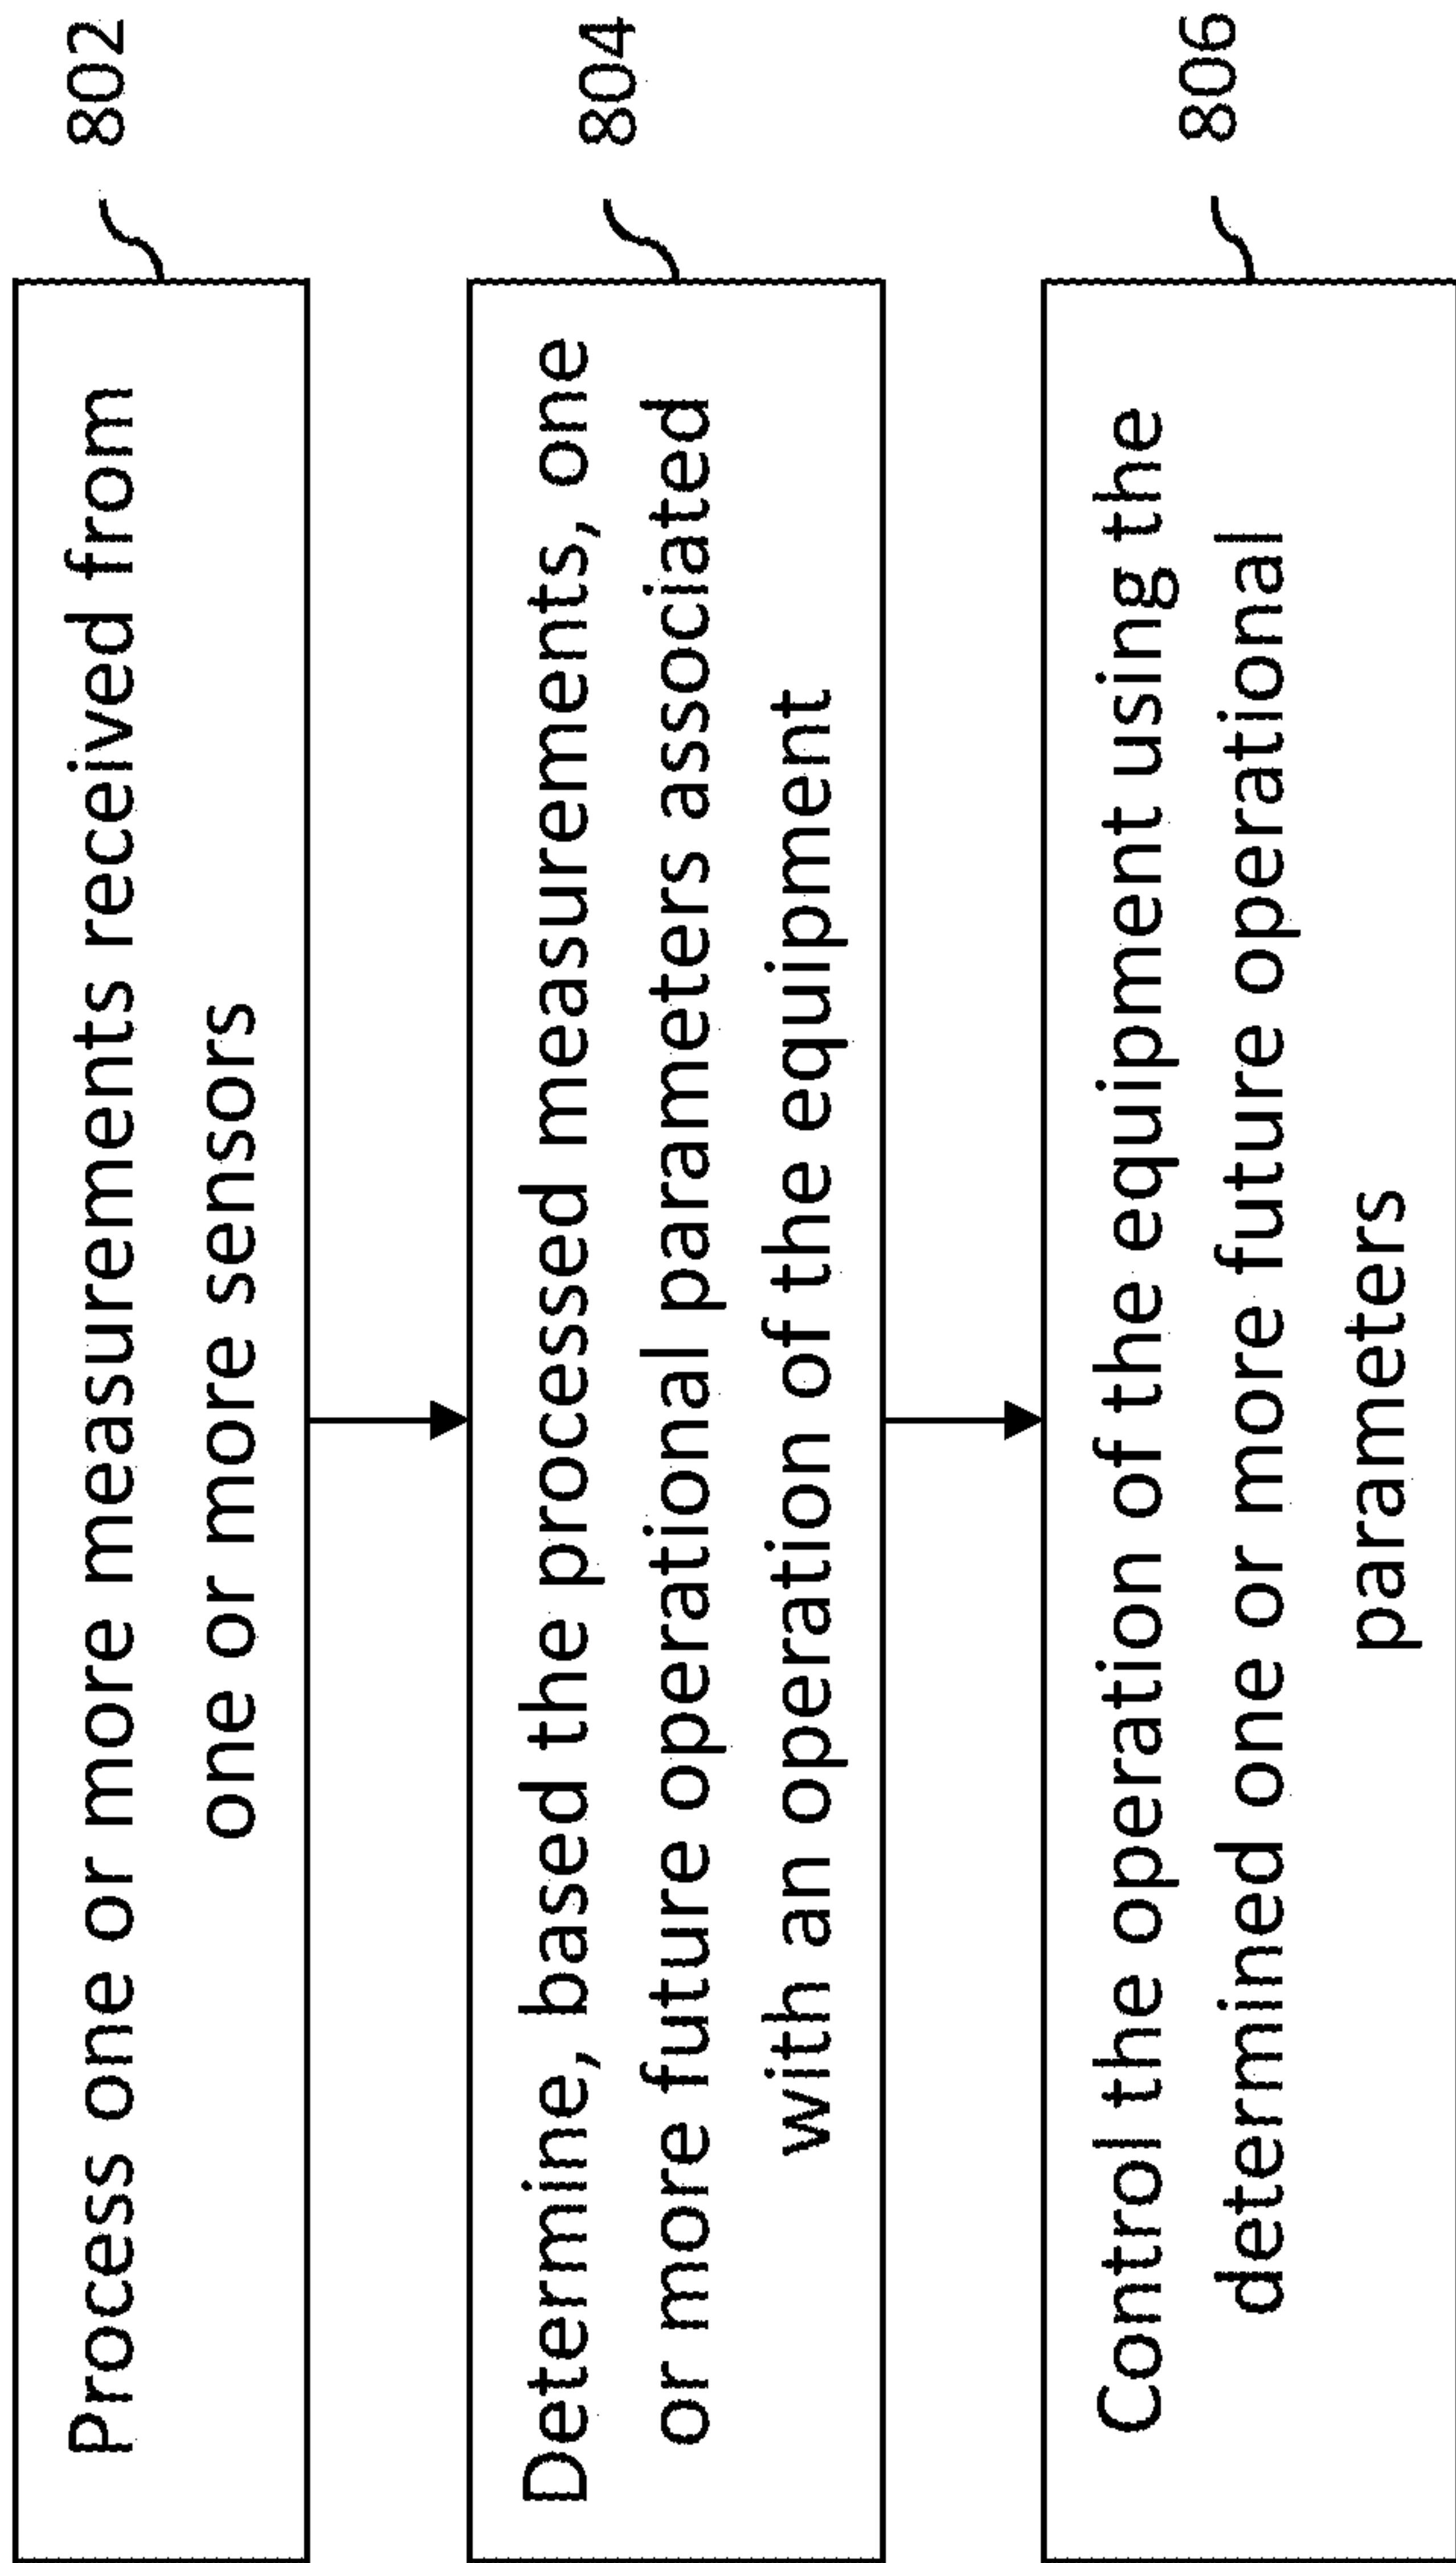 Process one or more measurements received from
one or more sensors
802
Determine, based the processed measurements, one
or more future operational parameters associated
with an operation of the equipment
804
Control the operation of the equipment using the
determined one or more future operational
parameters
806